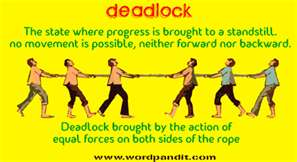 deadlock
The state where progress is brought to a standstill.
no movement is possible, neither forward nor backward.
Deadlock brought by the action of
equal forces on both sides of the rope
www.wordpandit.com